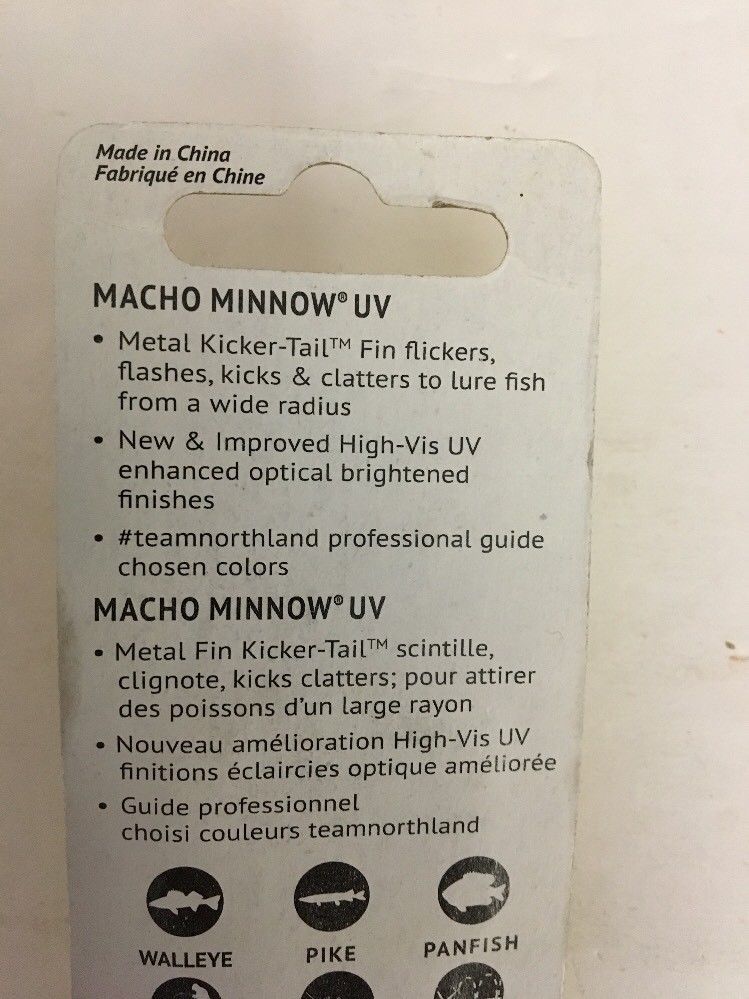 Made in China
Fabriqué en Chine
MACHO MINNOW® UV
• Metal Kicker-Tail™ Fin flickers,
flashes, kicks & clatters to lure fish
from a wide radius
• New & Improved High-Vis UV
enhanced optical brightened
finishes
• #teamnorthland professional guide
chosen colors
MACHO MINNOW® UV
• Metal Fin Kicker-Tail™ scintille,
clignote, kicks clatters; pour attirer
des poissons d'un large rayon
• Nouveau amélioration High-Vis UV
finitions éclaircies optique améliorée
• Guide professionnel
choisi couleurs teamnorthland
WALLEYE PIKE PANFISH